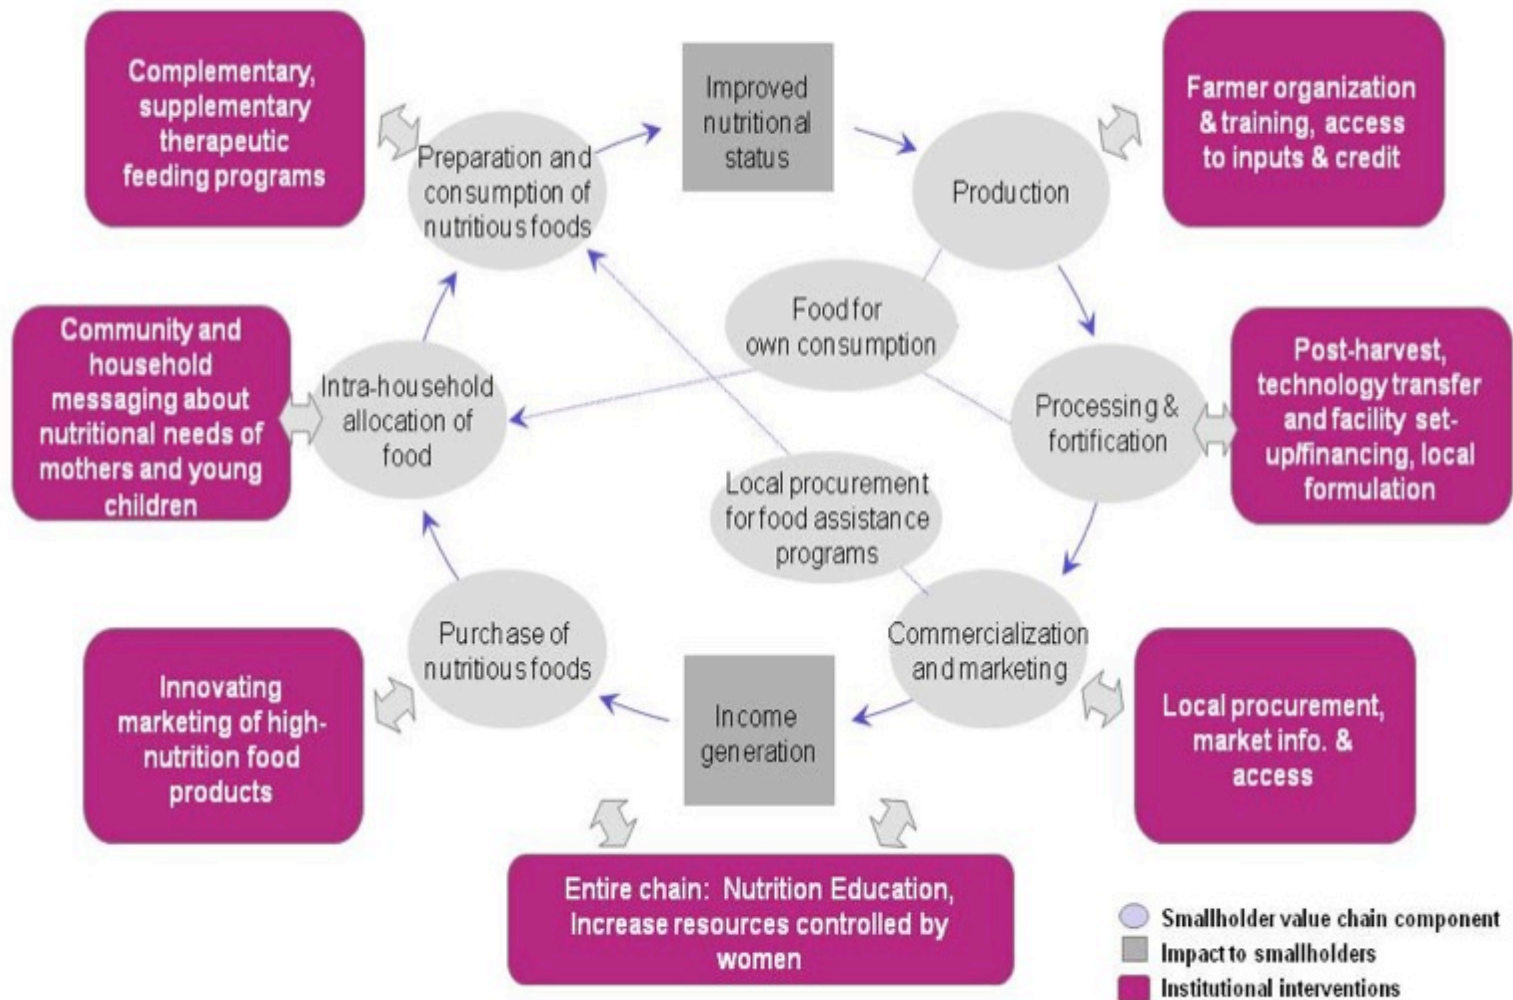 Complementary,
supplementary
therapeutic
feeding programs
Improved
nutritional
status
Farmer organization
& training, access
to inputs & credit
Preparation and
consumption of
nutritious foods
Production
Food for
own consumption
Community and
household
messaging about
nutritional needs of
mothers and young
children
Intra-household
allocation of
food
Processing &
fortification
Post-harvest,
technology transfer
and facility set-
up/financing, local
formulation
Local procurement
for food assistance
programs
Purchase of
nutritious foods
Commercialization
and marketing
Innovating
marketing of high-
nutrition food
products
Income
generation
Local procurement,
market info. &
access
Entire chain: Nutrition Education,
Increase resources controlled by
women
Smallholder value chain component
Impact to smallholders
Institutional interventions